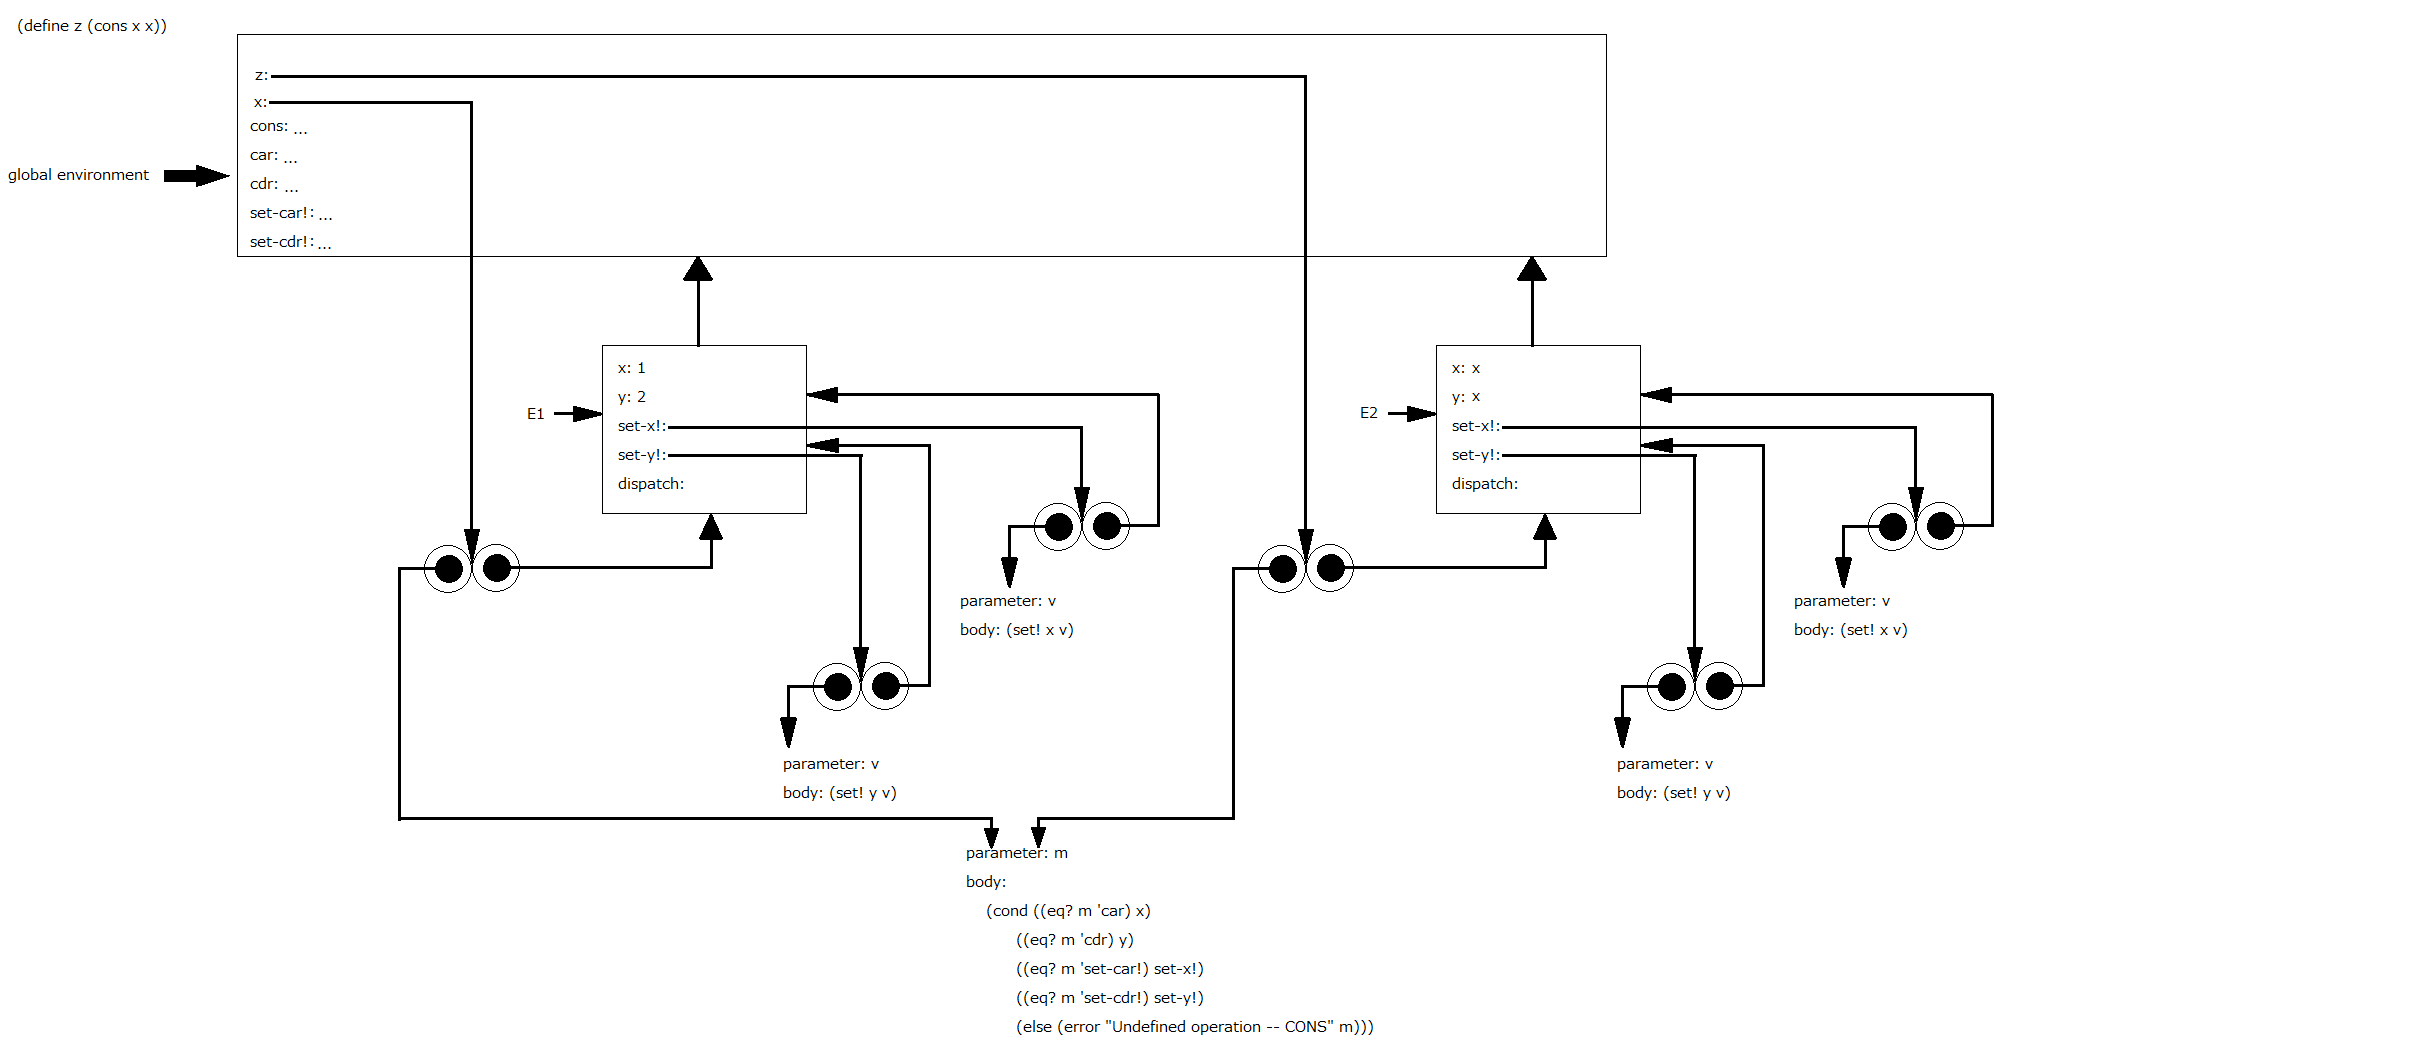 (define z (cons x x))
z:
x:
cons: ...
car: ...
global environment
cdr: ...
set-car!: ...
set-cdr!: ...
x: 1
y: 2
E1
set-x!:
set-y!:
dispatch:
x: x
y: x
E2
set-x!:
set-y!:
dispatch:
parameter: v
body: (set! x v)
parameter: v
body: (set! x v)
parameter: v
body: (set! y v)
parameter: v
body: (set! y v)
parameter: m
body:
(cond ((eq? m 'car) x)
((eq? m 'cdr) y)
((eq? m 'set-car!) set-x!)
((eq? m 'set-cdr!) set-y!)
(else (error "Undefined operation -- CONS" m)))